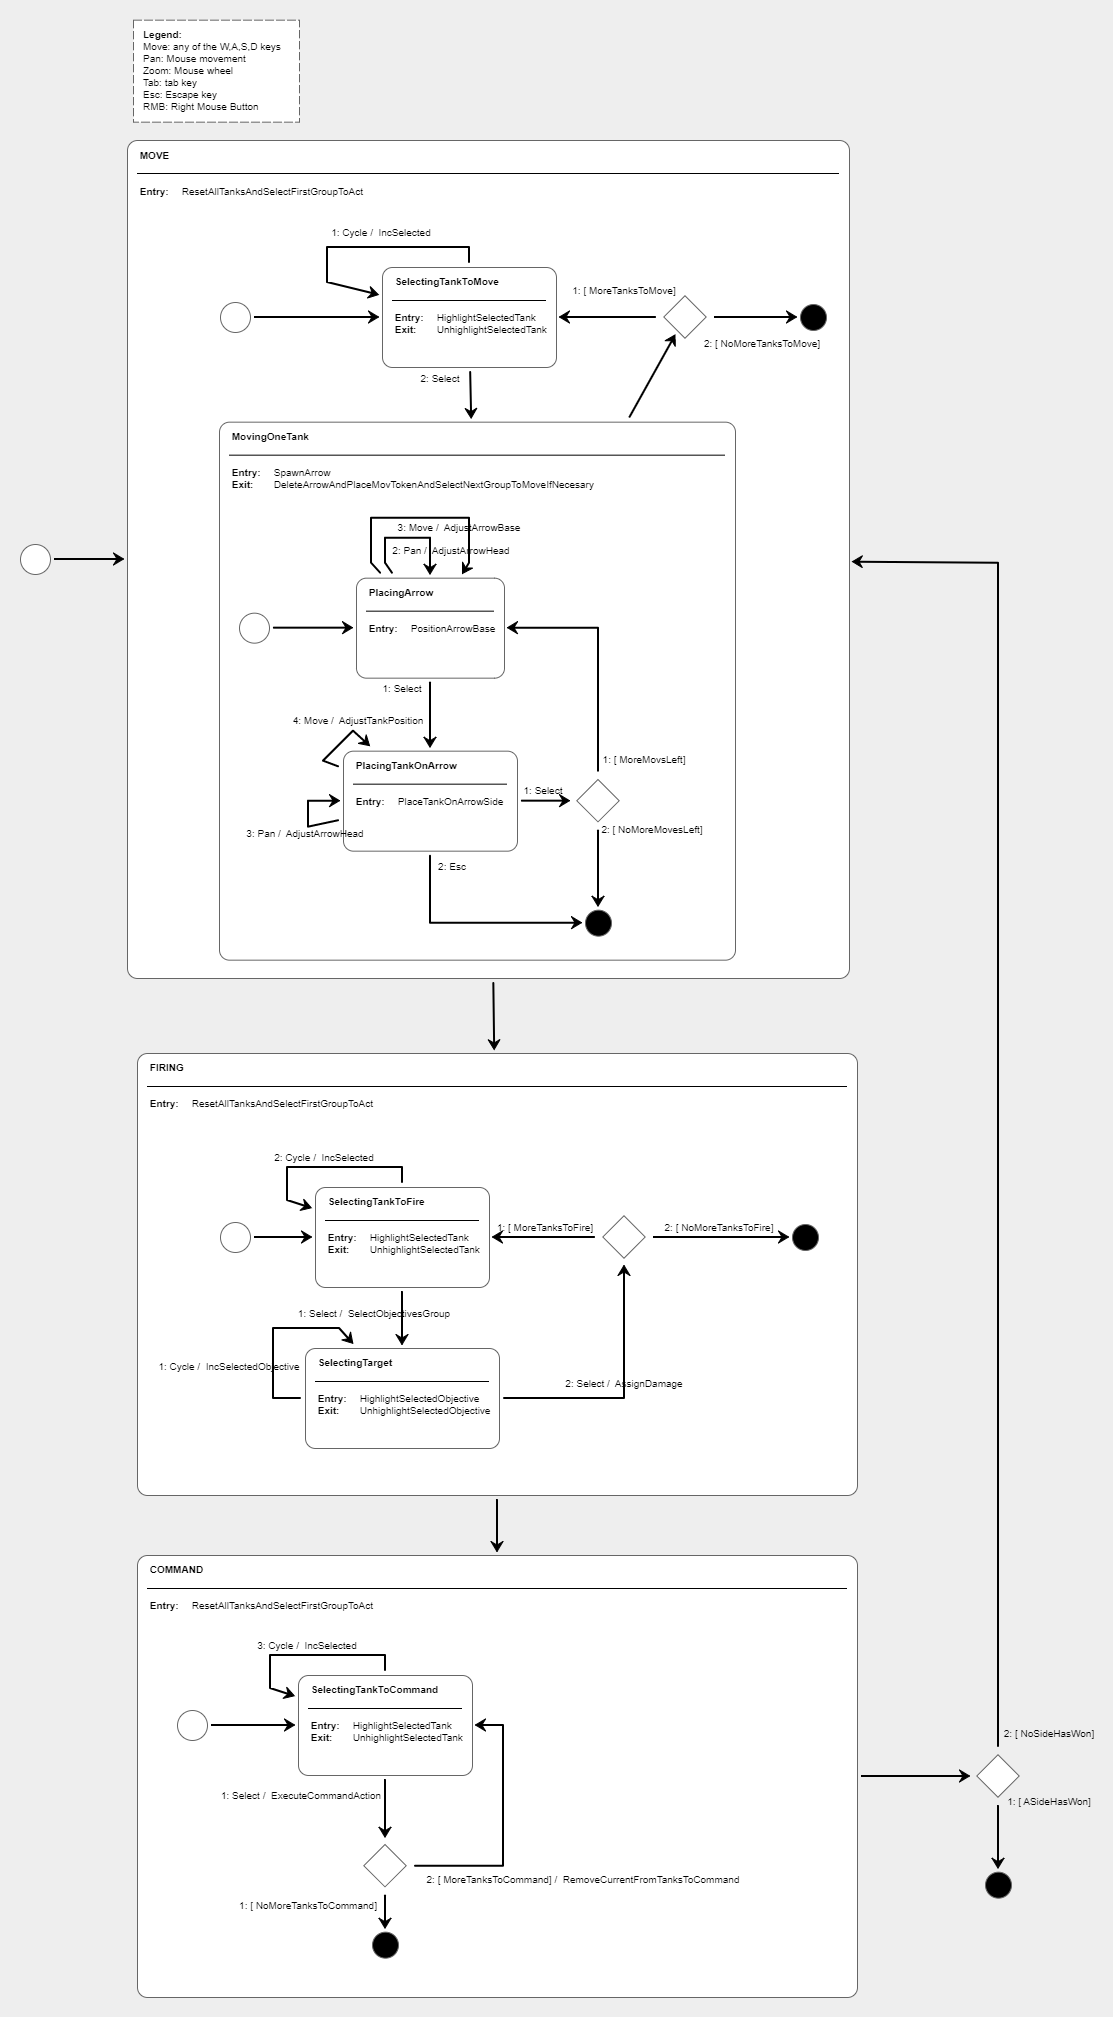 Legend:
Move: any of the W,A,S,D keys
Pan: Mouse movement
Zoom: Mouse wheel
Tab: tab key
Esc: Escape key
RMB: Right Mouse Button
MOVE
Entry: ResetAllTanksAndSelectFirstGroupToAct
1: Cycle / IncSelected
SelectingTankToMove
1: [ MoreTanksToMove]
Entry: HighlightSelectedTank
Exit: UnhighlightSelectedTank
2: [ NoMoreTanksToMove]
2: Select
MovingOneTank
Entry: SpawnArrow
Exit: DeleteArrowAndPlaceMovTokenAndSelectNextGroupToMoveIfNecesary
3: Move / AdjustArrowBase
2: Pan / AdjustArrowHead
PlacingArrow
Entry: PositionArrowBase
1: Select
4: Move / AdjustTankPosition
PlacingTankOnArrow
1: [ MoreMovsLeft]
1: Select
Entry: PlaceTankOnArrowSide
3: Pan / AdjustArrowHead
2: [ NoMoreMovesLeft]
2: Esc
FIRING
Entry: ResetAllTanksAndSelectFirstGroupToAct
2: Cycle / IncSelected
SelectingTankToFire
1: [ MoreTanksToFire]
2: [ NoMoreTanksToFire]
Entry: HighlightSelectedTank
Exit: UnhighlightSelectedTank
1: Select / SelectObjectivesGroup
1: Cycle / IncSelectedObjective
SelectingTarget
2: Select / AssignDamage
Entry: HighlightSelectedObjective
Exit: UnhighlightSelectedObjective
COMMAND
Entry: ResetAllTanksAndSelectFirstGroupToAct
3: Cycle / IncSelected
SelectingTankToCommand
Entry: HighlightSelectedTank
Exit: UnhighlightSelectedTank
2: [ NoSideHasWon]
1: Select / ExecuteCommandAction
1: [ ASideHasWon]
2: [ MoreTanksToCommand] / RemoveCurrentFromTanksToCommand
1: [ NoMoreTanksToCommand]